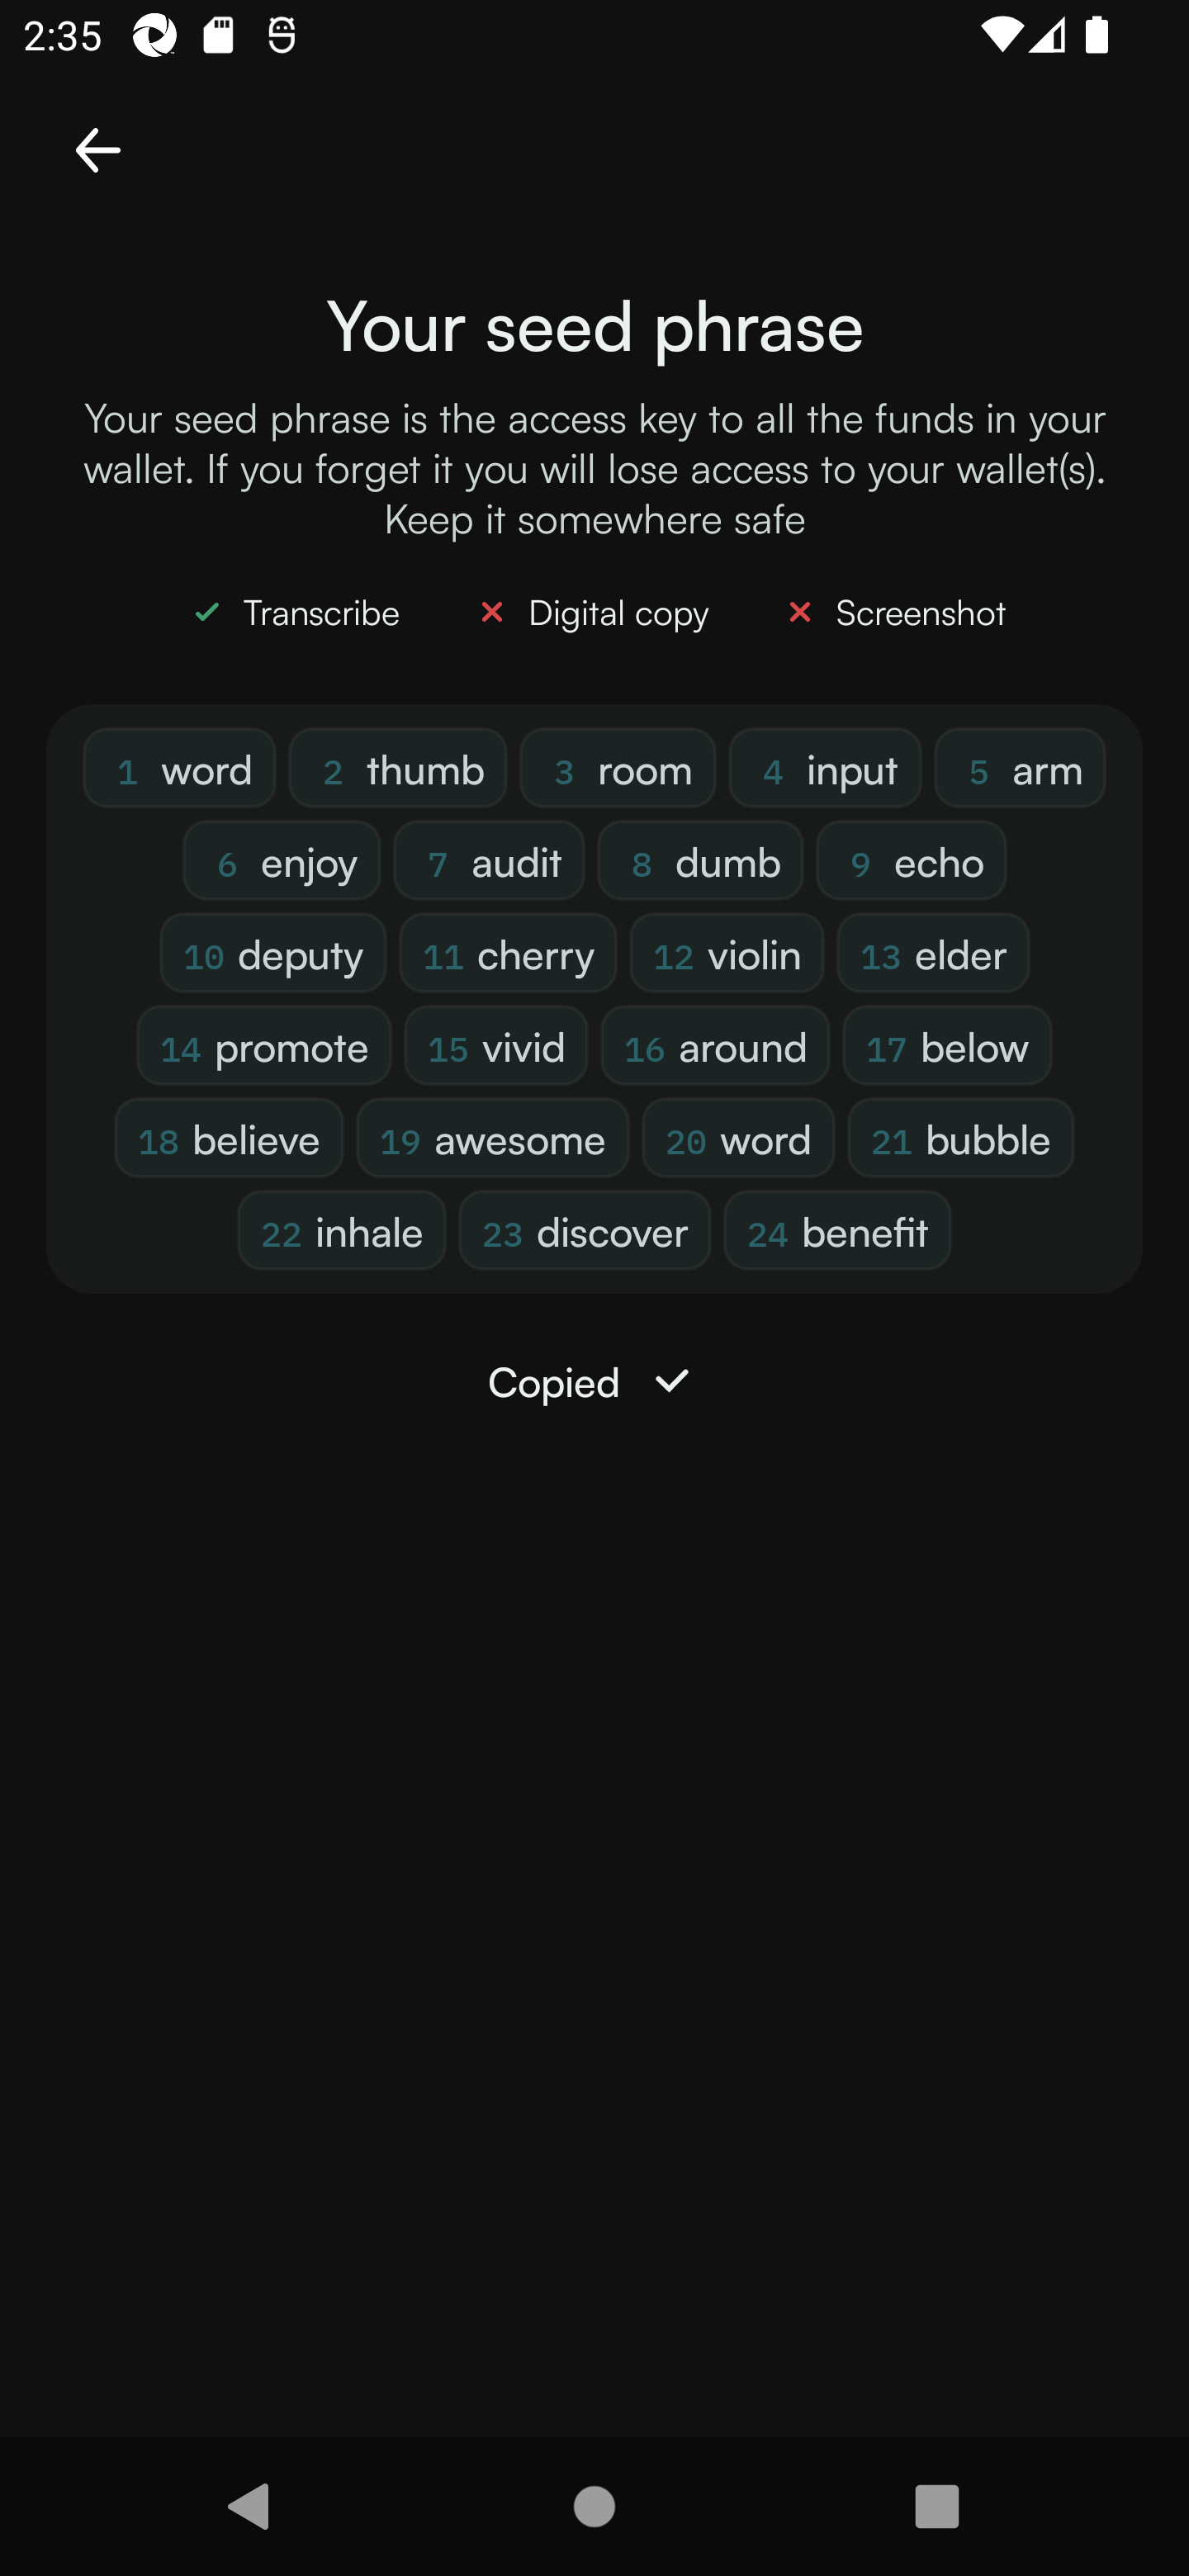 2:35
Your seed phrase
Your seed phrase is the access key to all the funds in your
wallet. If you forget it you will lose access to your wallet(s).
Keep it somewhere safe
Transcribe Digital copy Screenshot
1 word 2 thumb 3 room 4 input 5 arm
6 enjoy 7 audit 8 dumb 9 echo
10 deputy 11 cherry 12 violin 13 elder
14 promote 15 vivid 16 around 17 below
18 believe 19 awesome 20 word 21 bubble
22 inhale 23 discover 24 benefit
Copied